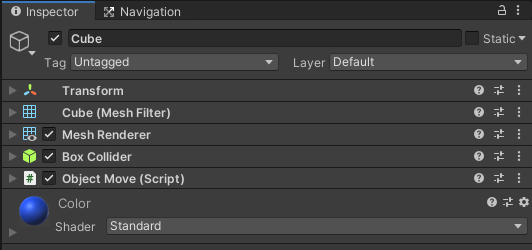 Inspector Navigation
Cube Static
Tag Untagged Layer Default
Transform
Cube (Mesh Filter)
Mesh Renderer
Box Collider
# Object Move (Script)
Color
Shader Standard